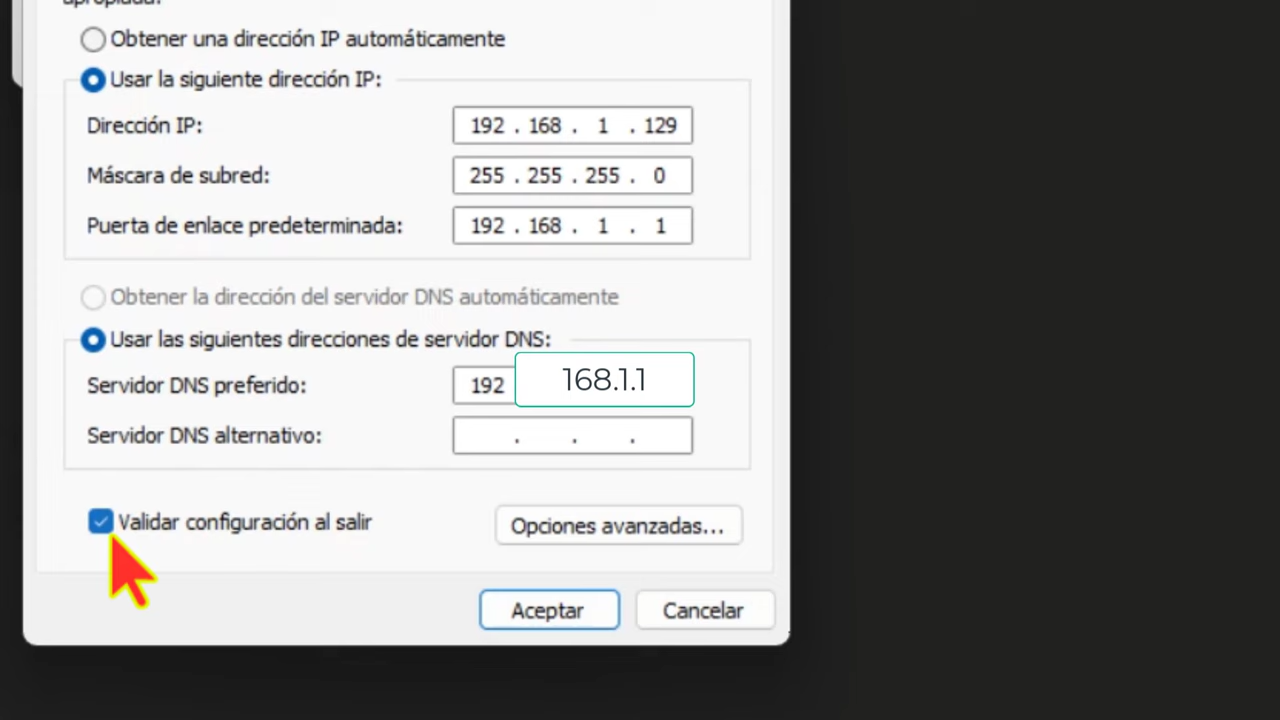 apropiada.
Obtener una dirección IP automáticamente
Usar la siguiente dirección IP:
Dirección IP: 192 . 168 . 1 . 129
Máscara de subred: 255 . 255 . 255 . 0
Puerta de enlace predeterminada: 192 . 168 . 1 . 1
Obtener la dirección del servidor DNS automáticamente
Usar las siguientes direcciones de servidor DNS:
Servidor DNS preferido: 192 168.1.1
Servidor DNS alternativo: . . .
Validar configuración al salir Opciones avanzadas...
Aceptar Cancelar